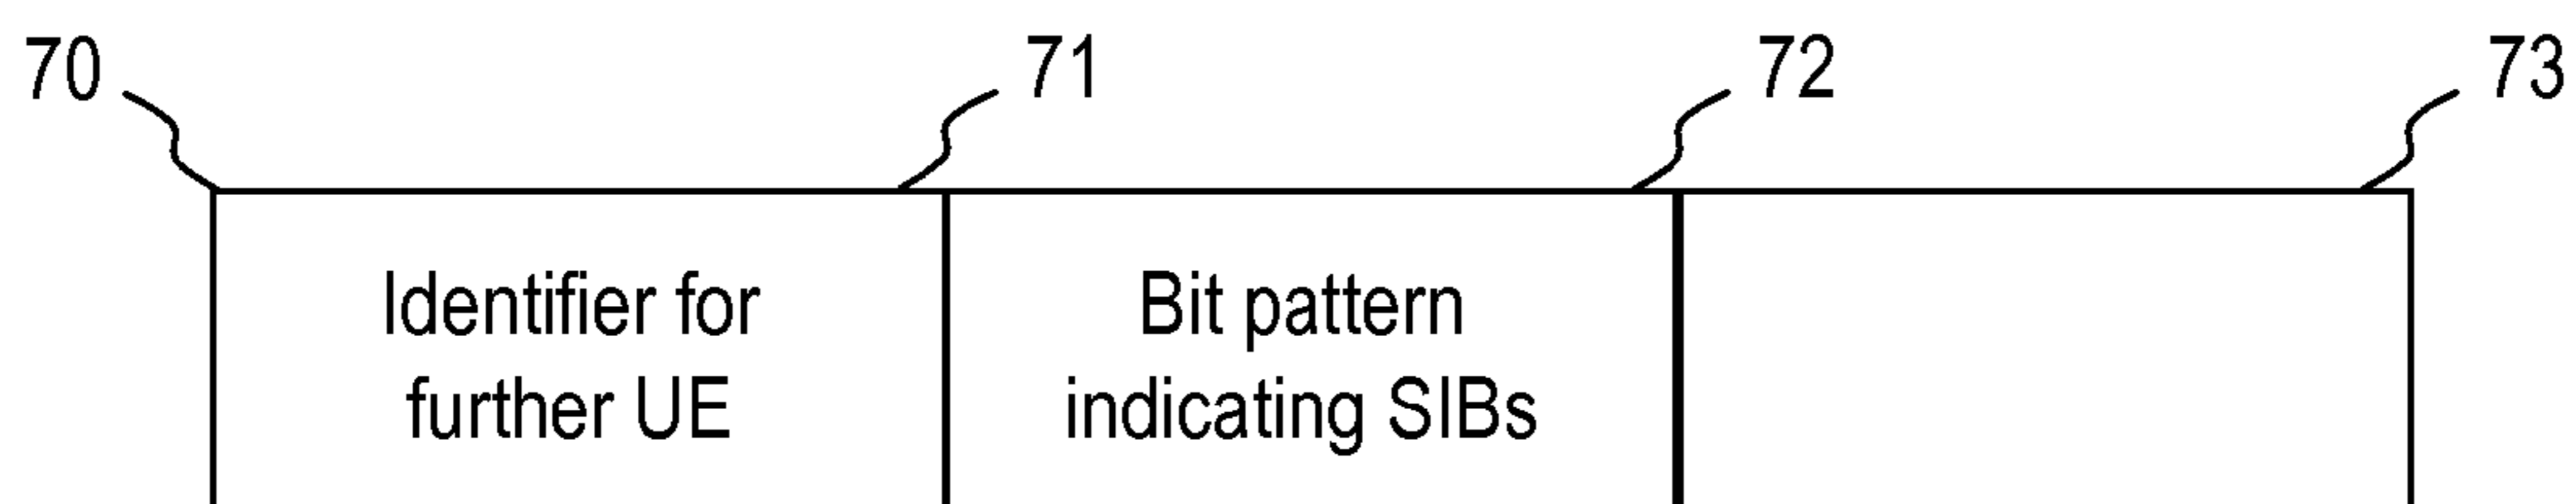 70 71 72 73
Identifier for
further UE
Bit pattern
indicating SIBs